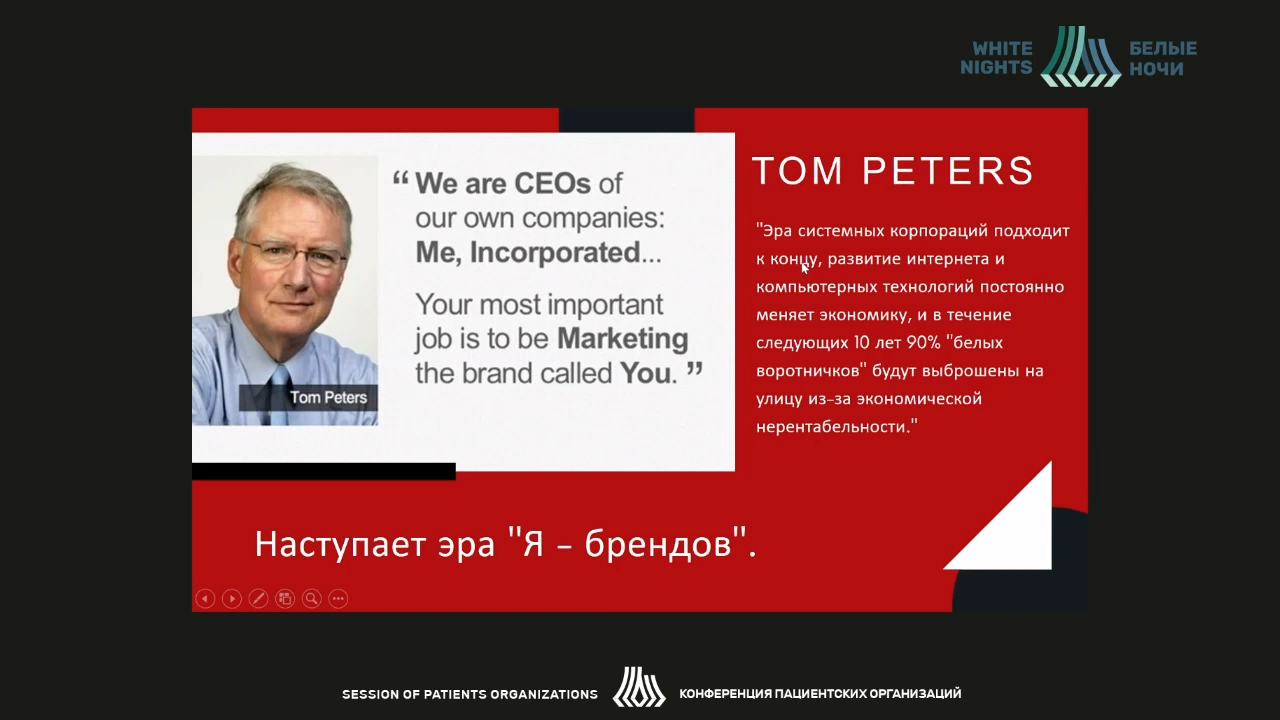 WHITE
NIGHTS
БЕЛЫЕ
НОЧИ
“ We are CEOs of
our own companies:
Me, Incorporated...
Your most important
job is to be Marketing
the brand called You. ”
Tom Peters
TOM PETERS
"Эра системных корпораций подходит
к концу, развитие интернета и
компьютерных технологий постоянно
меняет экономику, и в течение
следующих 10 лет 90% "белых
воротничков" будут выброшены на
улицу из-за экономической
нерентабельности."
Наступает эра "Я – брендов".
SESSION OF PATIENTS ORGANIZATIONS
КОНФЕРЕНЦИЯ ПАЦИЕНТСКИХ ОРГАНИЗАЦИЙ